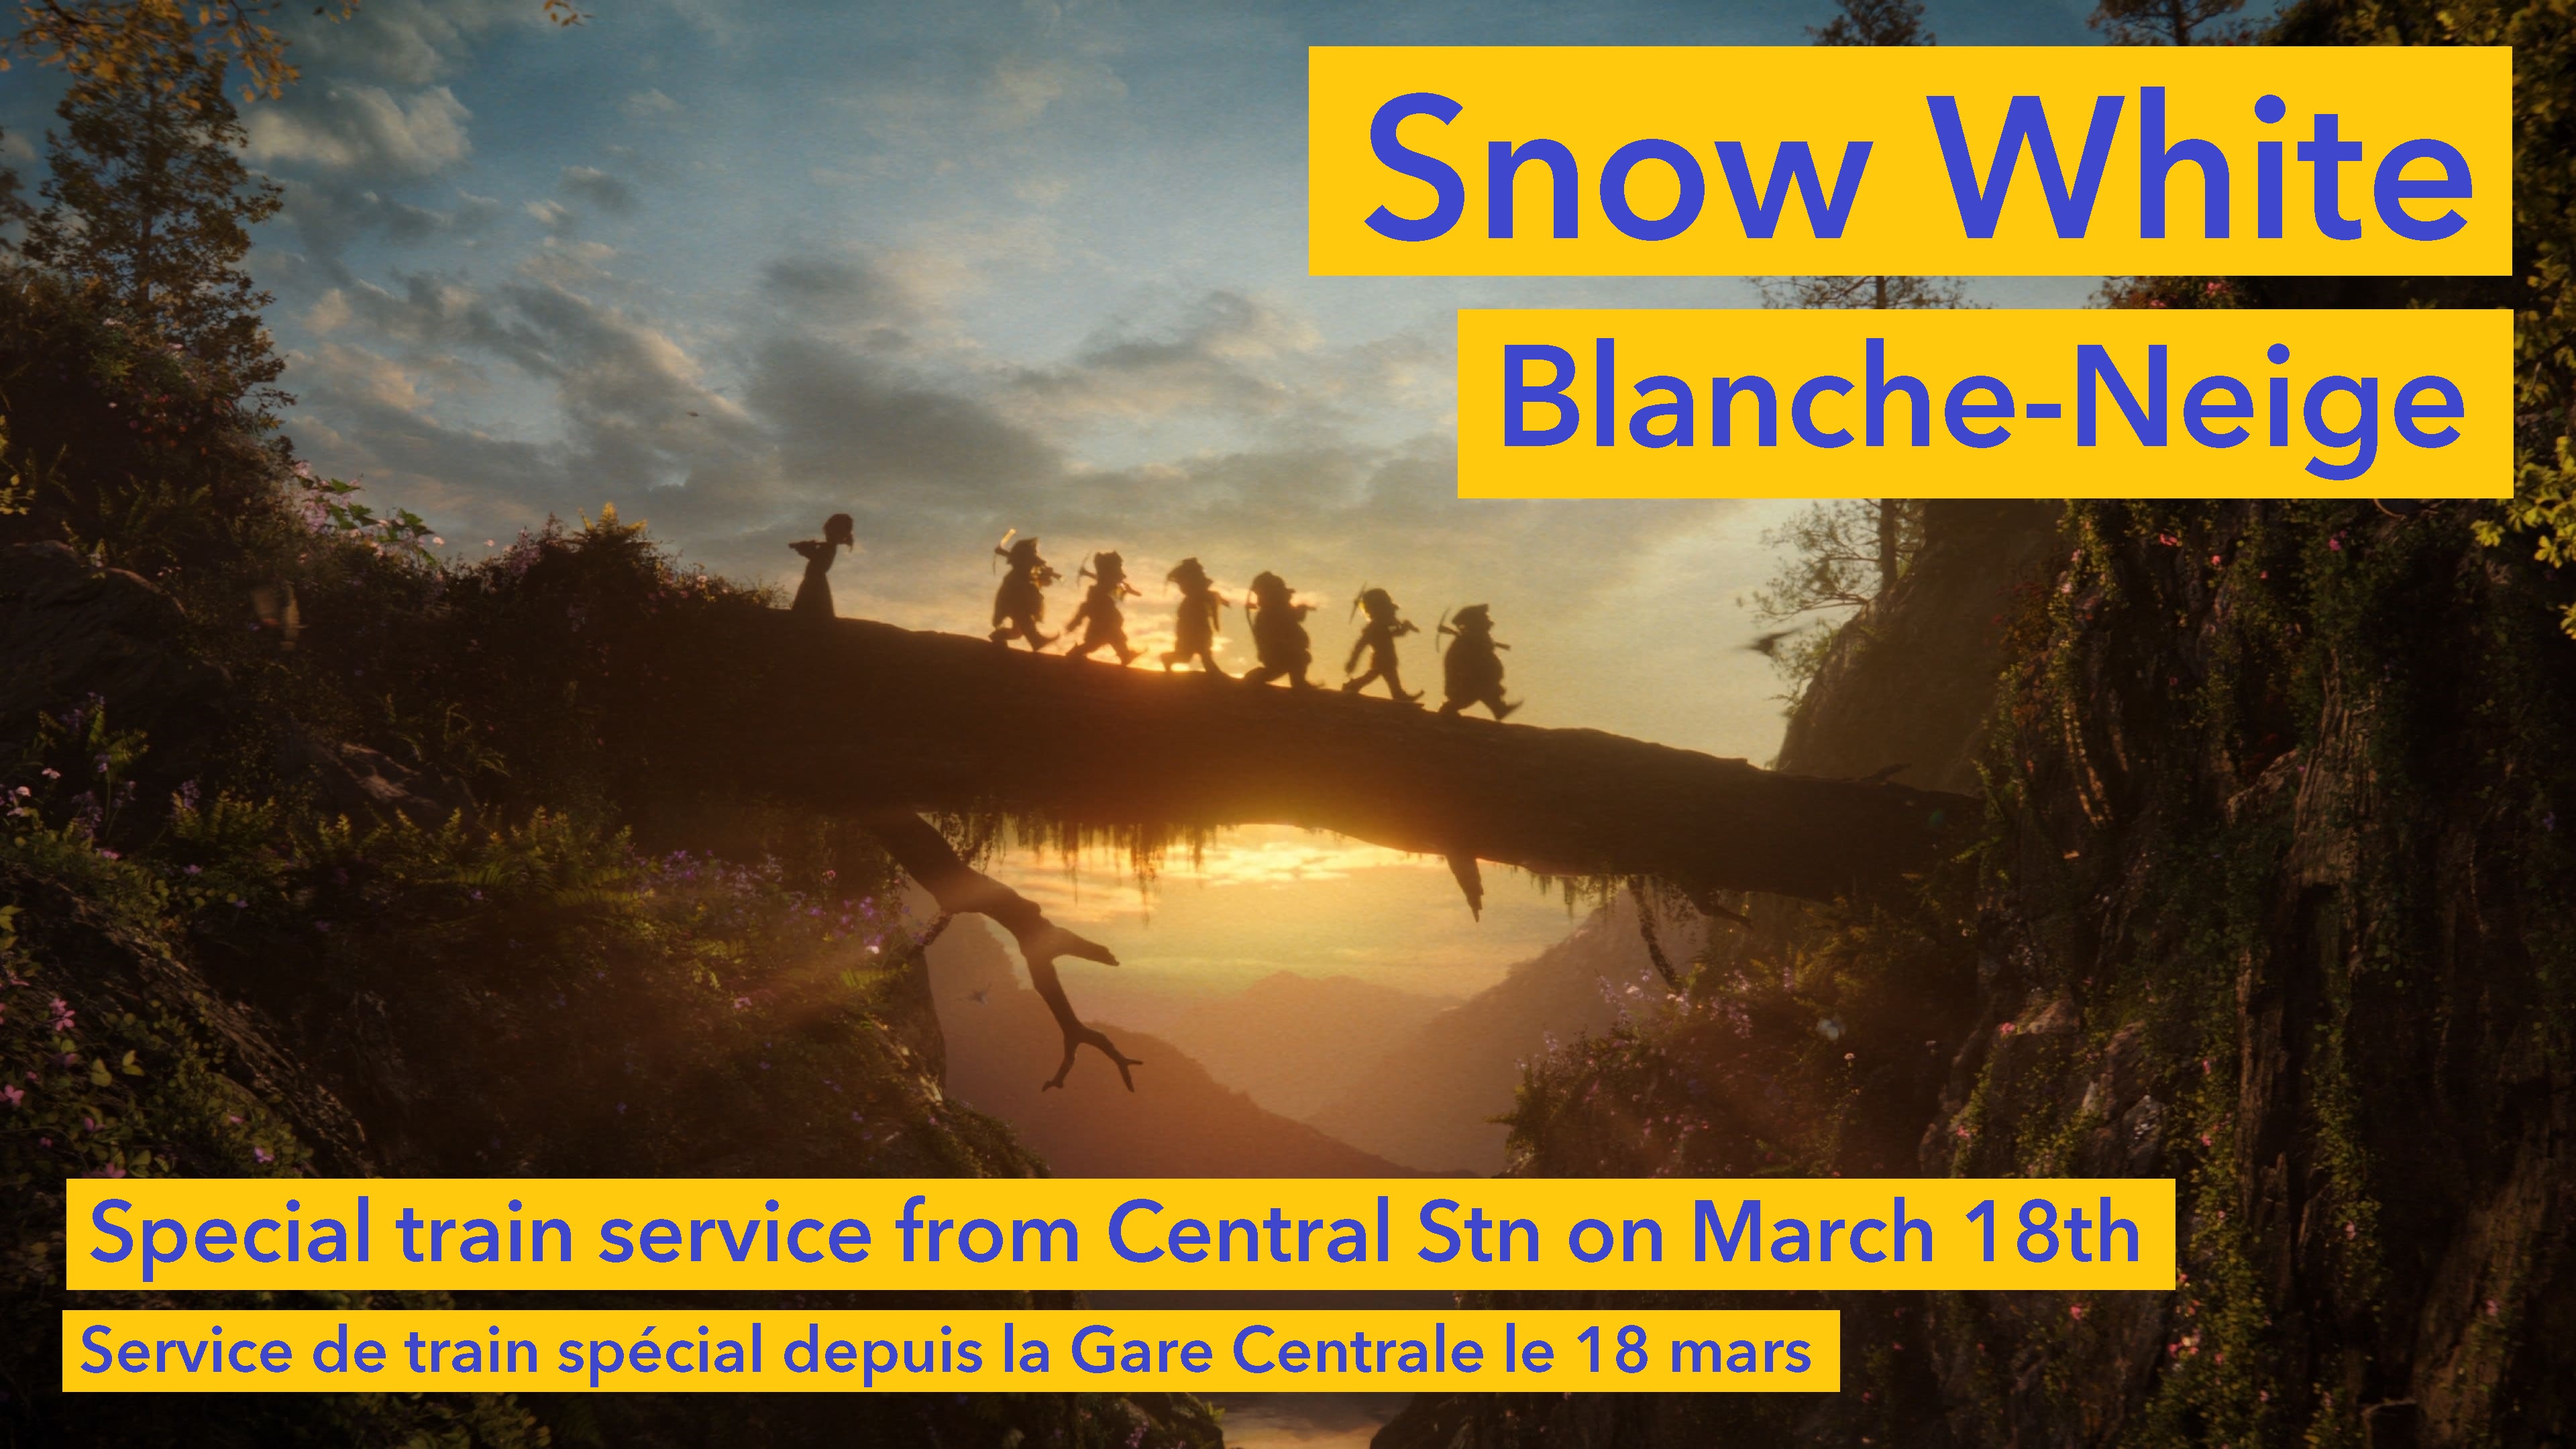 Snow White
Blanche-Neige
Special train service from Central Stn on March 18th
Service de train spécial depuis la Gare Centrale le 18 mars